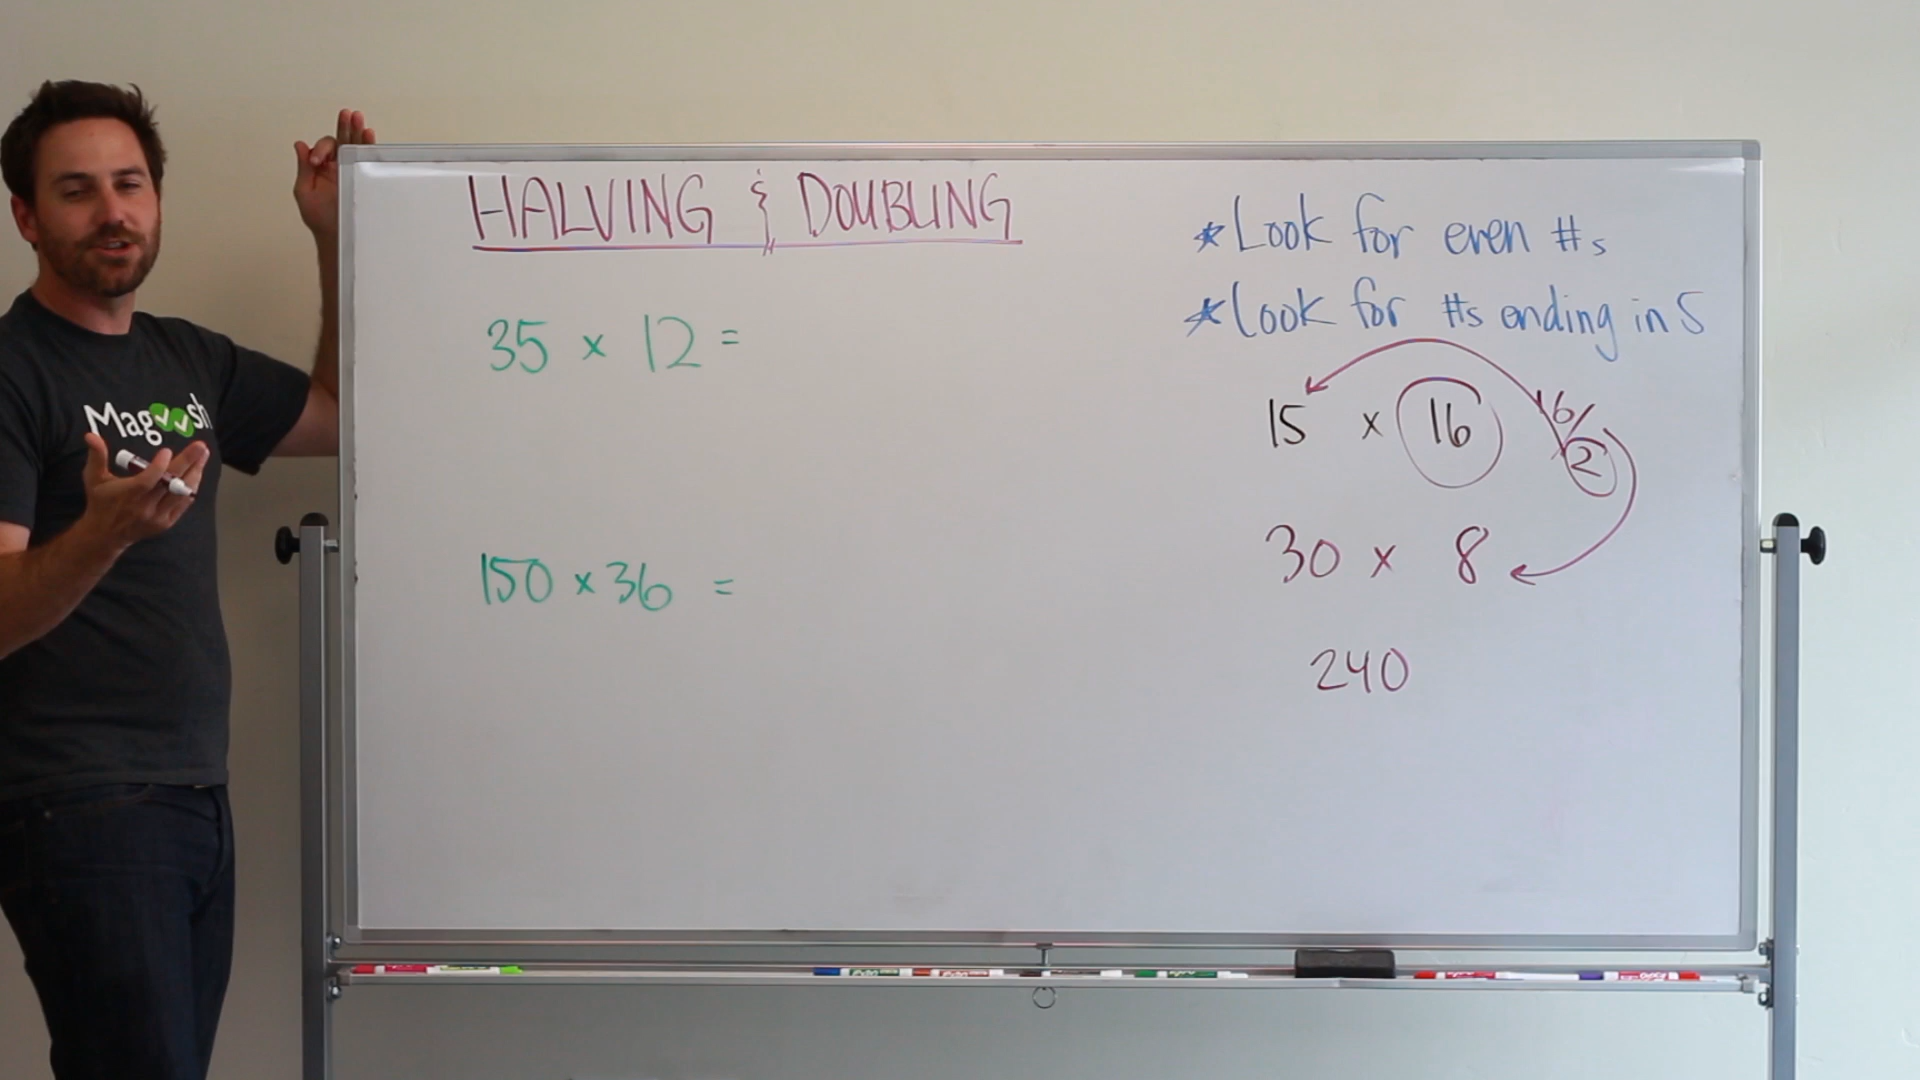 HALVING & DOUBLING
35 x 12 =
150 x 36 =
*Look for even #s
*Look for #s ending in 5
15 x 16 16/2
30 x 8
240
Magoosh